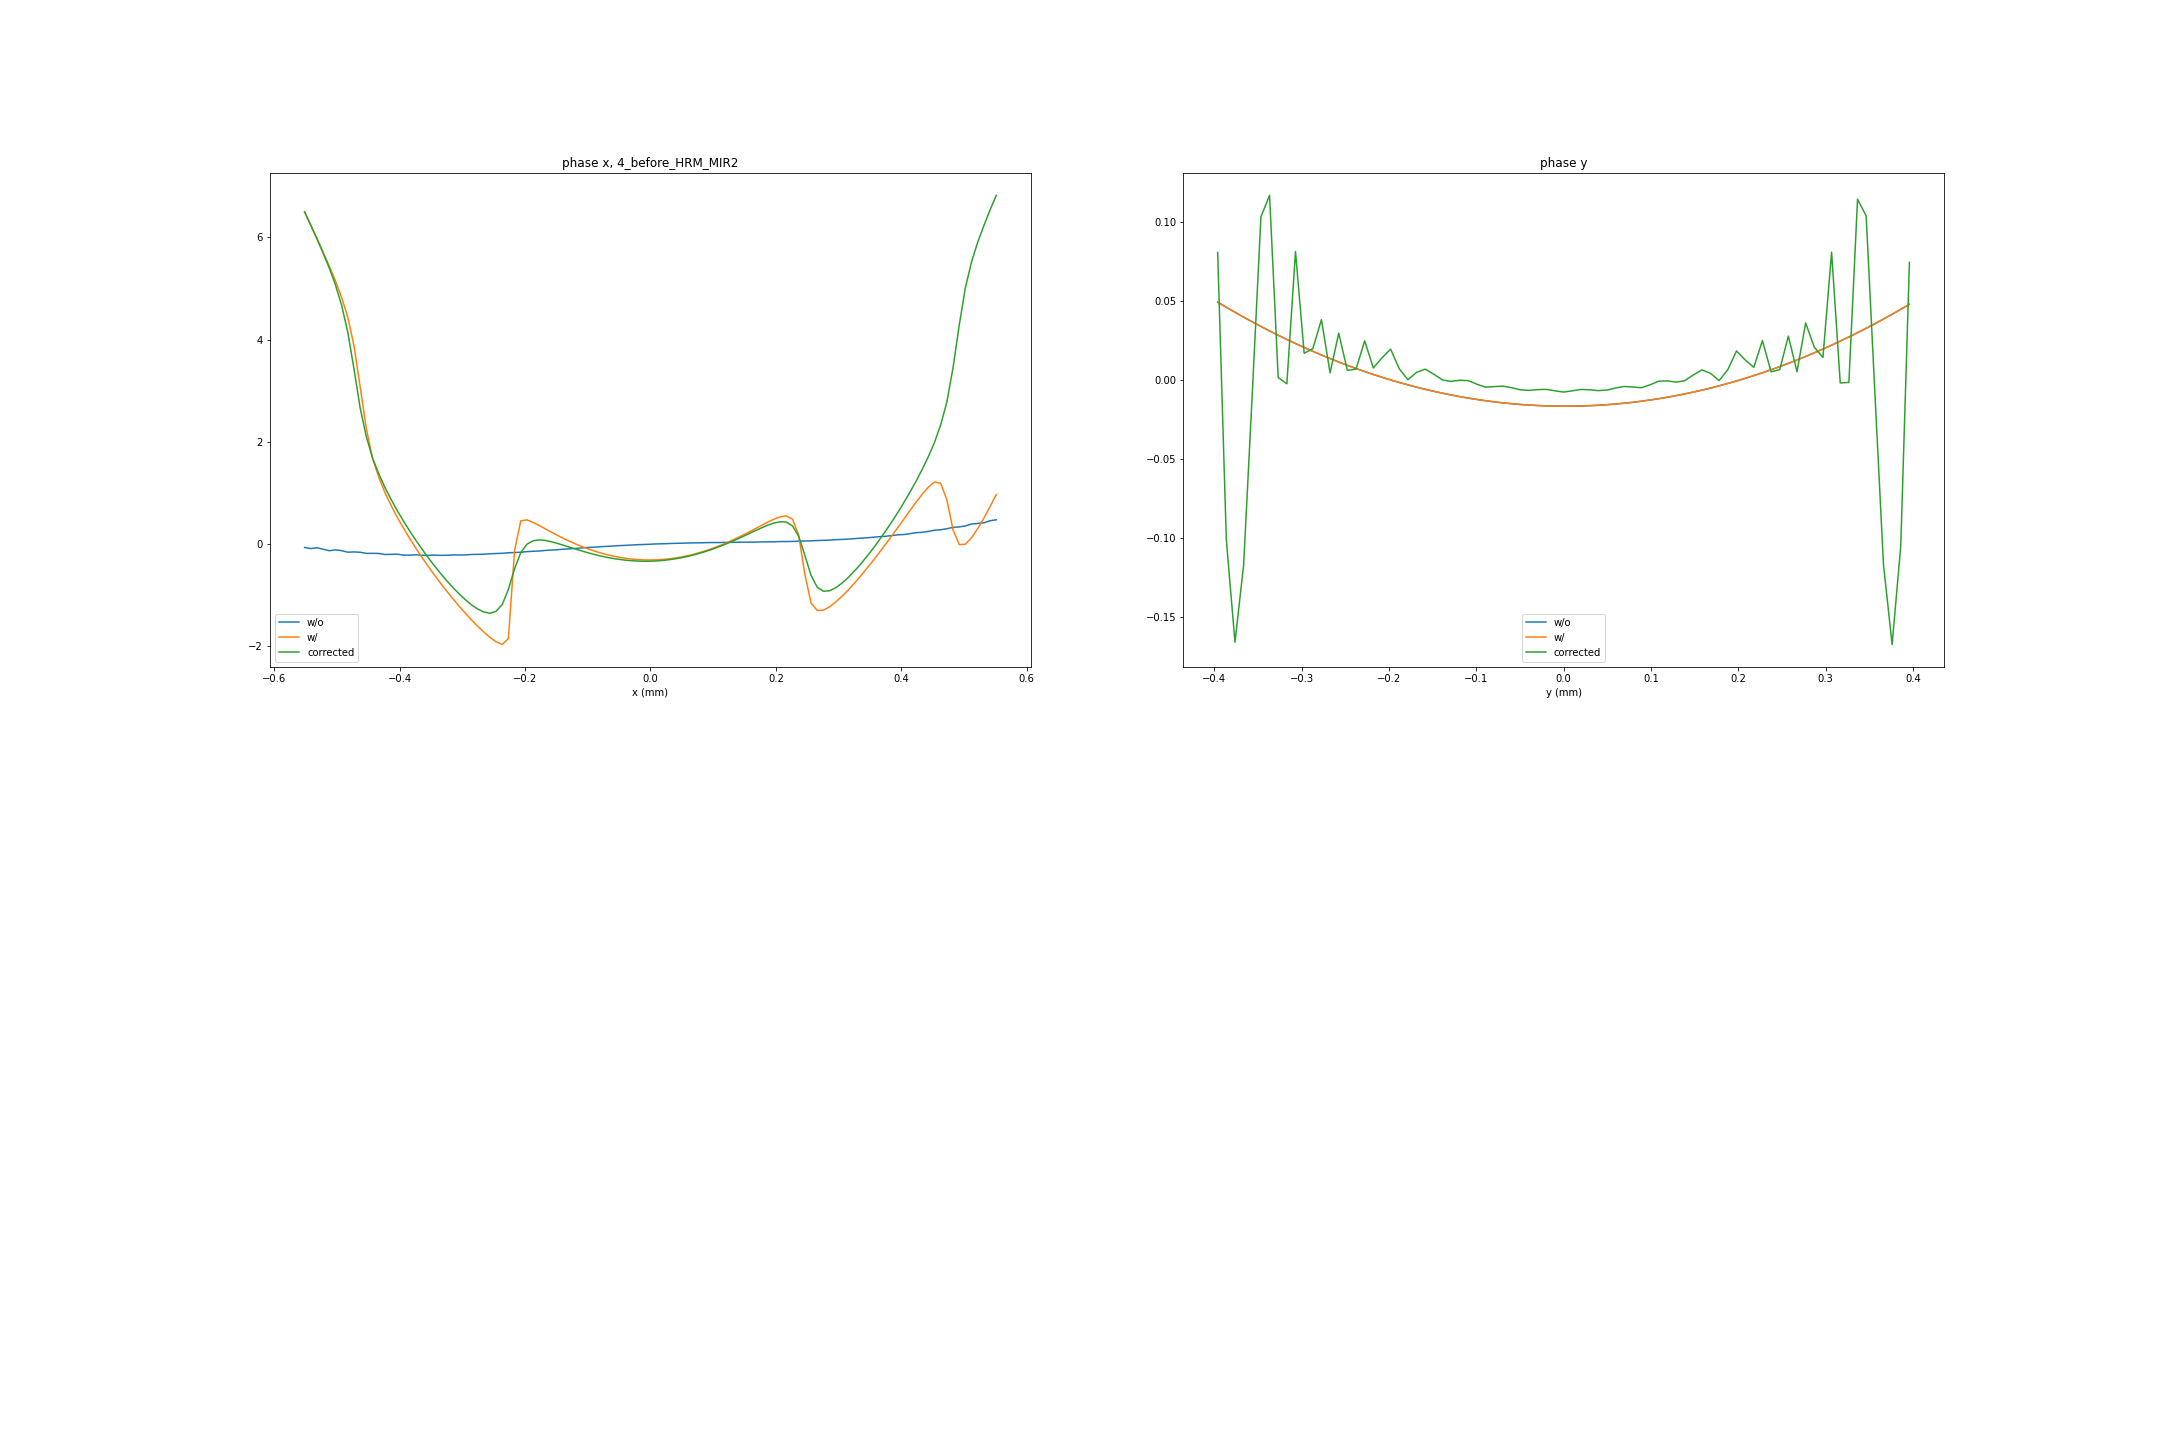 phase x, 4_before_HRM_MIR2
6
4
2
0
−2
w/o
w/
corrected
−0.6 −0.4 −0.2 0.0 0.2 0.4 0.6
x (mm)
phase y
0.10
0.05
0.00
−0.05
−0.10
−0.15
w/o
w/
corrected
−0.4 −0.3 −0.2 −0.1 0.0 0.1 0.2 0.3 0.4
y (mm)